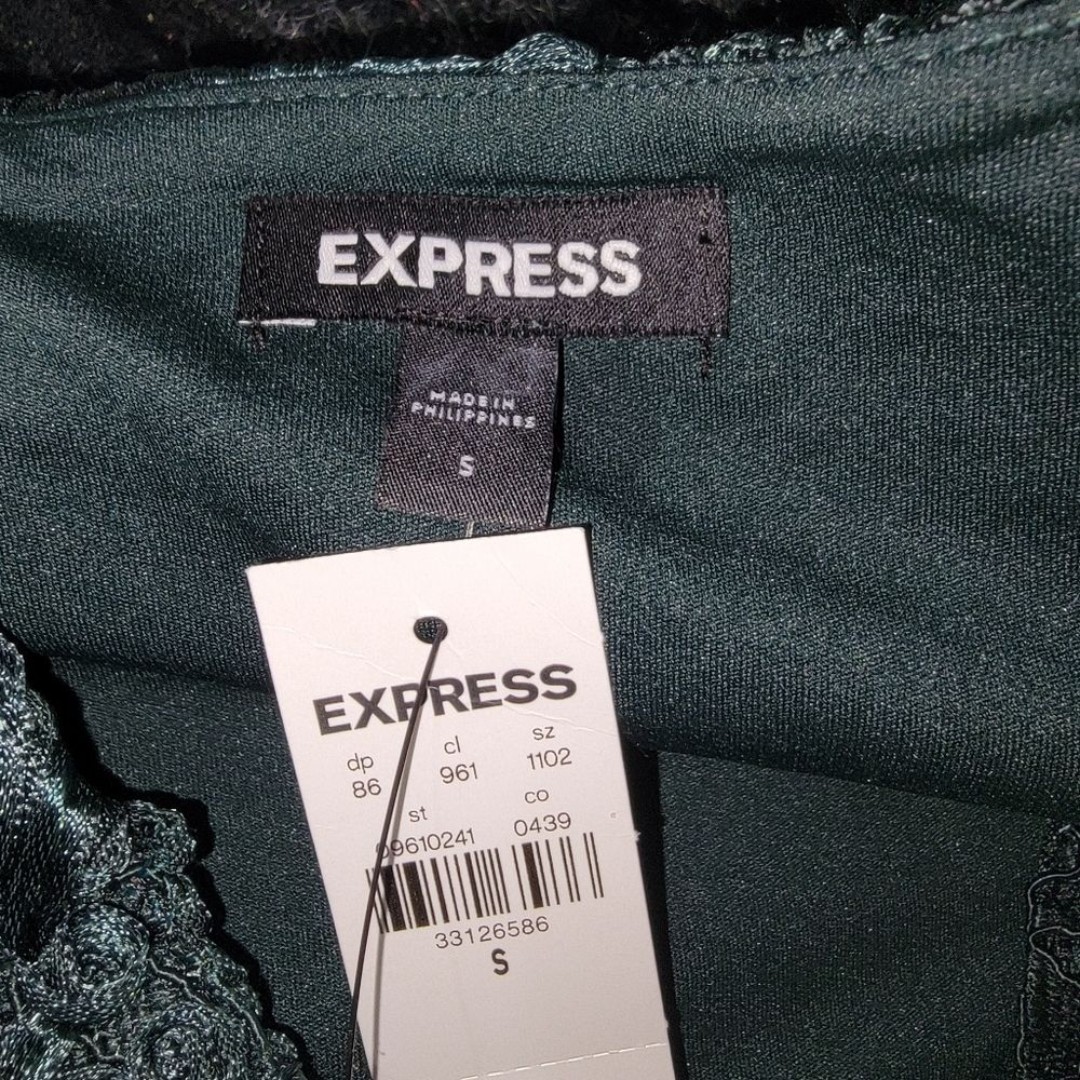 EXPRESS
MADE IN
PHILIPPINES
S
EXPRESS
dp cl sz
86 961 1102
st co
09610241 0439
33126586
S